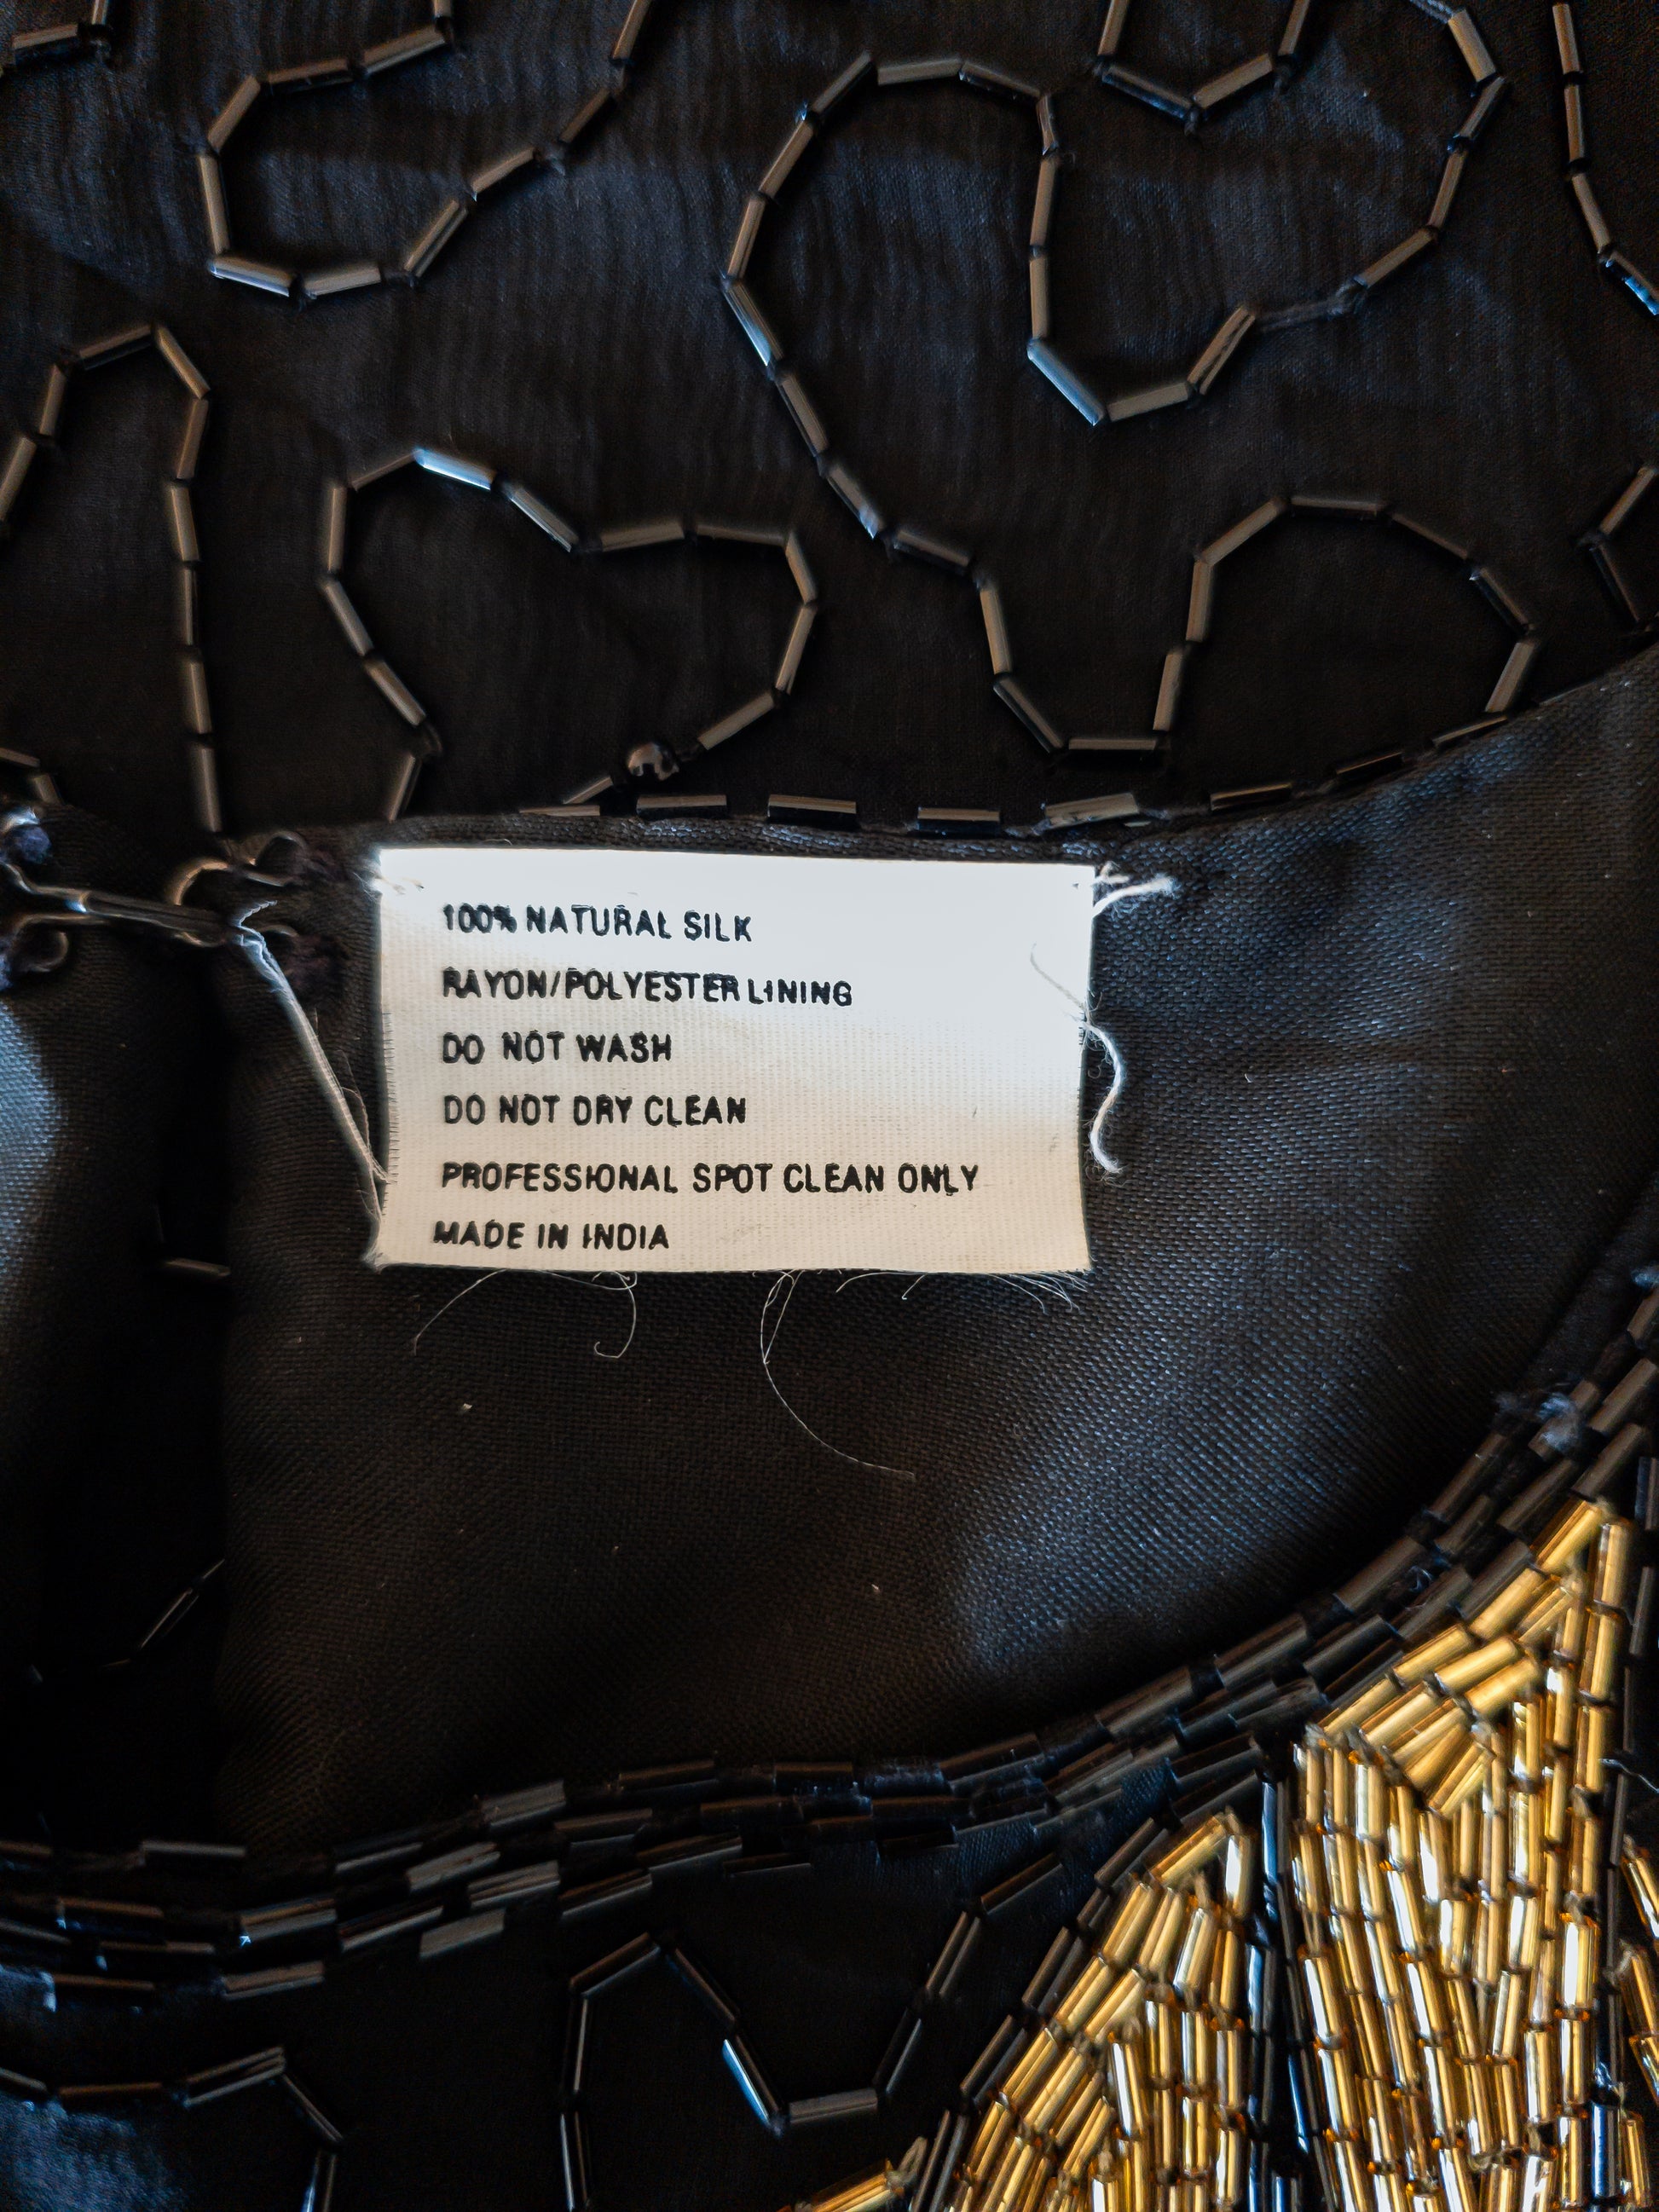 100% NATURAL SILK
RAYON/POLYESTER LINING
DO NOT WASH
DO NOT DRY CLEAN
PROFESSIONAL SPOT CLEAN ONLY
MADE IN INDIA